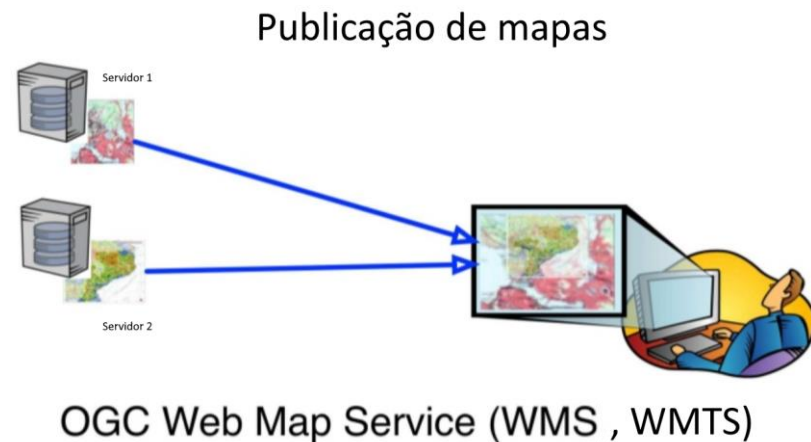 Publicação de mapas
Servidor 1
Servidor 2
OGC Web Map Service (WMS , WMTS)